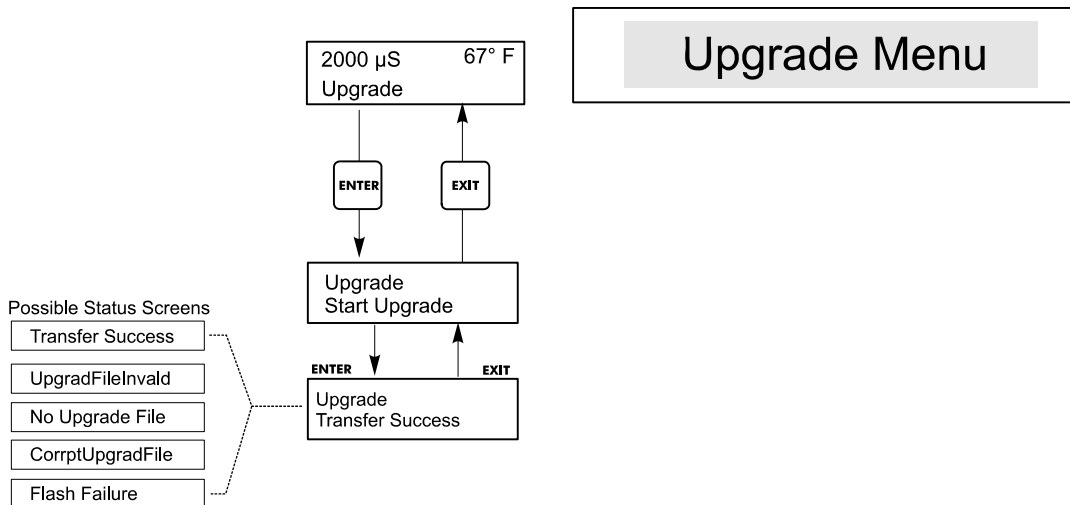 Upgrade Menu
2000 µS 67° F
Upgrade
ENTER EXIT
Upgrade
Start Upgrade
ENTER EXIT
Upgrade
Transfer Success
Possible Status Screens
Transfer Success
UpgradFileInvald
No Upgrade File
CorrptUpgradFile
Flash Failure